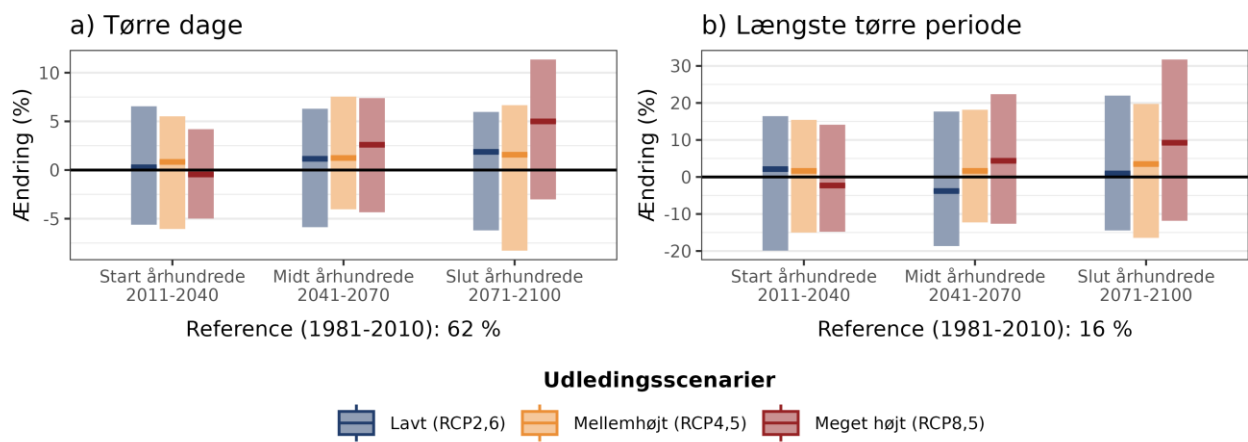 a) Tørre dage
Ændring (%)
10
5
0
-5
Start århundrede
2011-2040
Midt århundrede
2041-2070
Slut århundrede
2071-2100
Reference (1981-2010): 62 %
b) Længste tørre periode
Ændring (%)
30
20
10
0
-10
-20
Start århundrede
2011-2040
Midt århundrede
2041-2070
Slut århundrede
2071-2100
Reference (1981-2010): 16 %
Udledingsscenarier
Lavt (RCP2,6)
Mellemhøjt (RCP4,5)
Meget højt (RCP8,5)